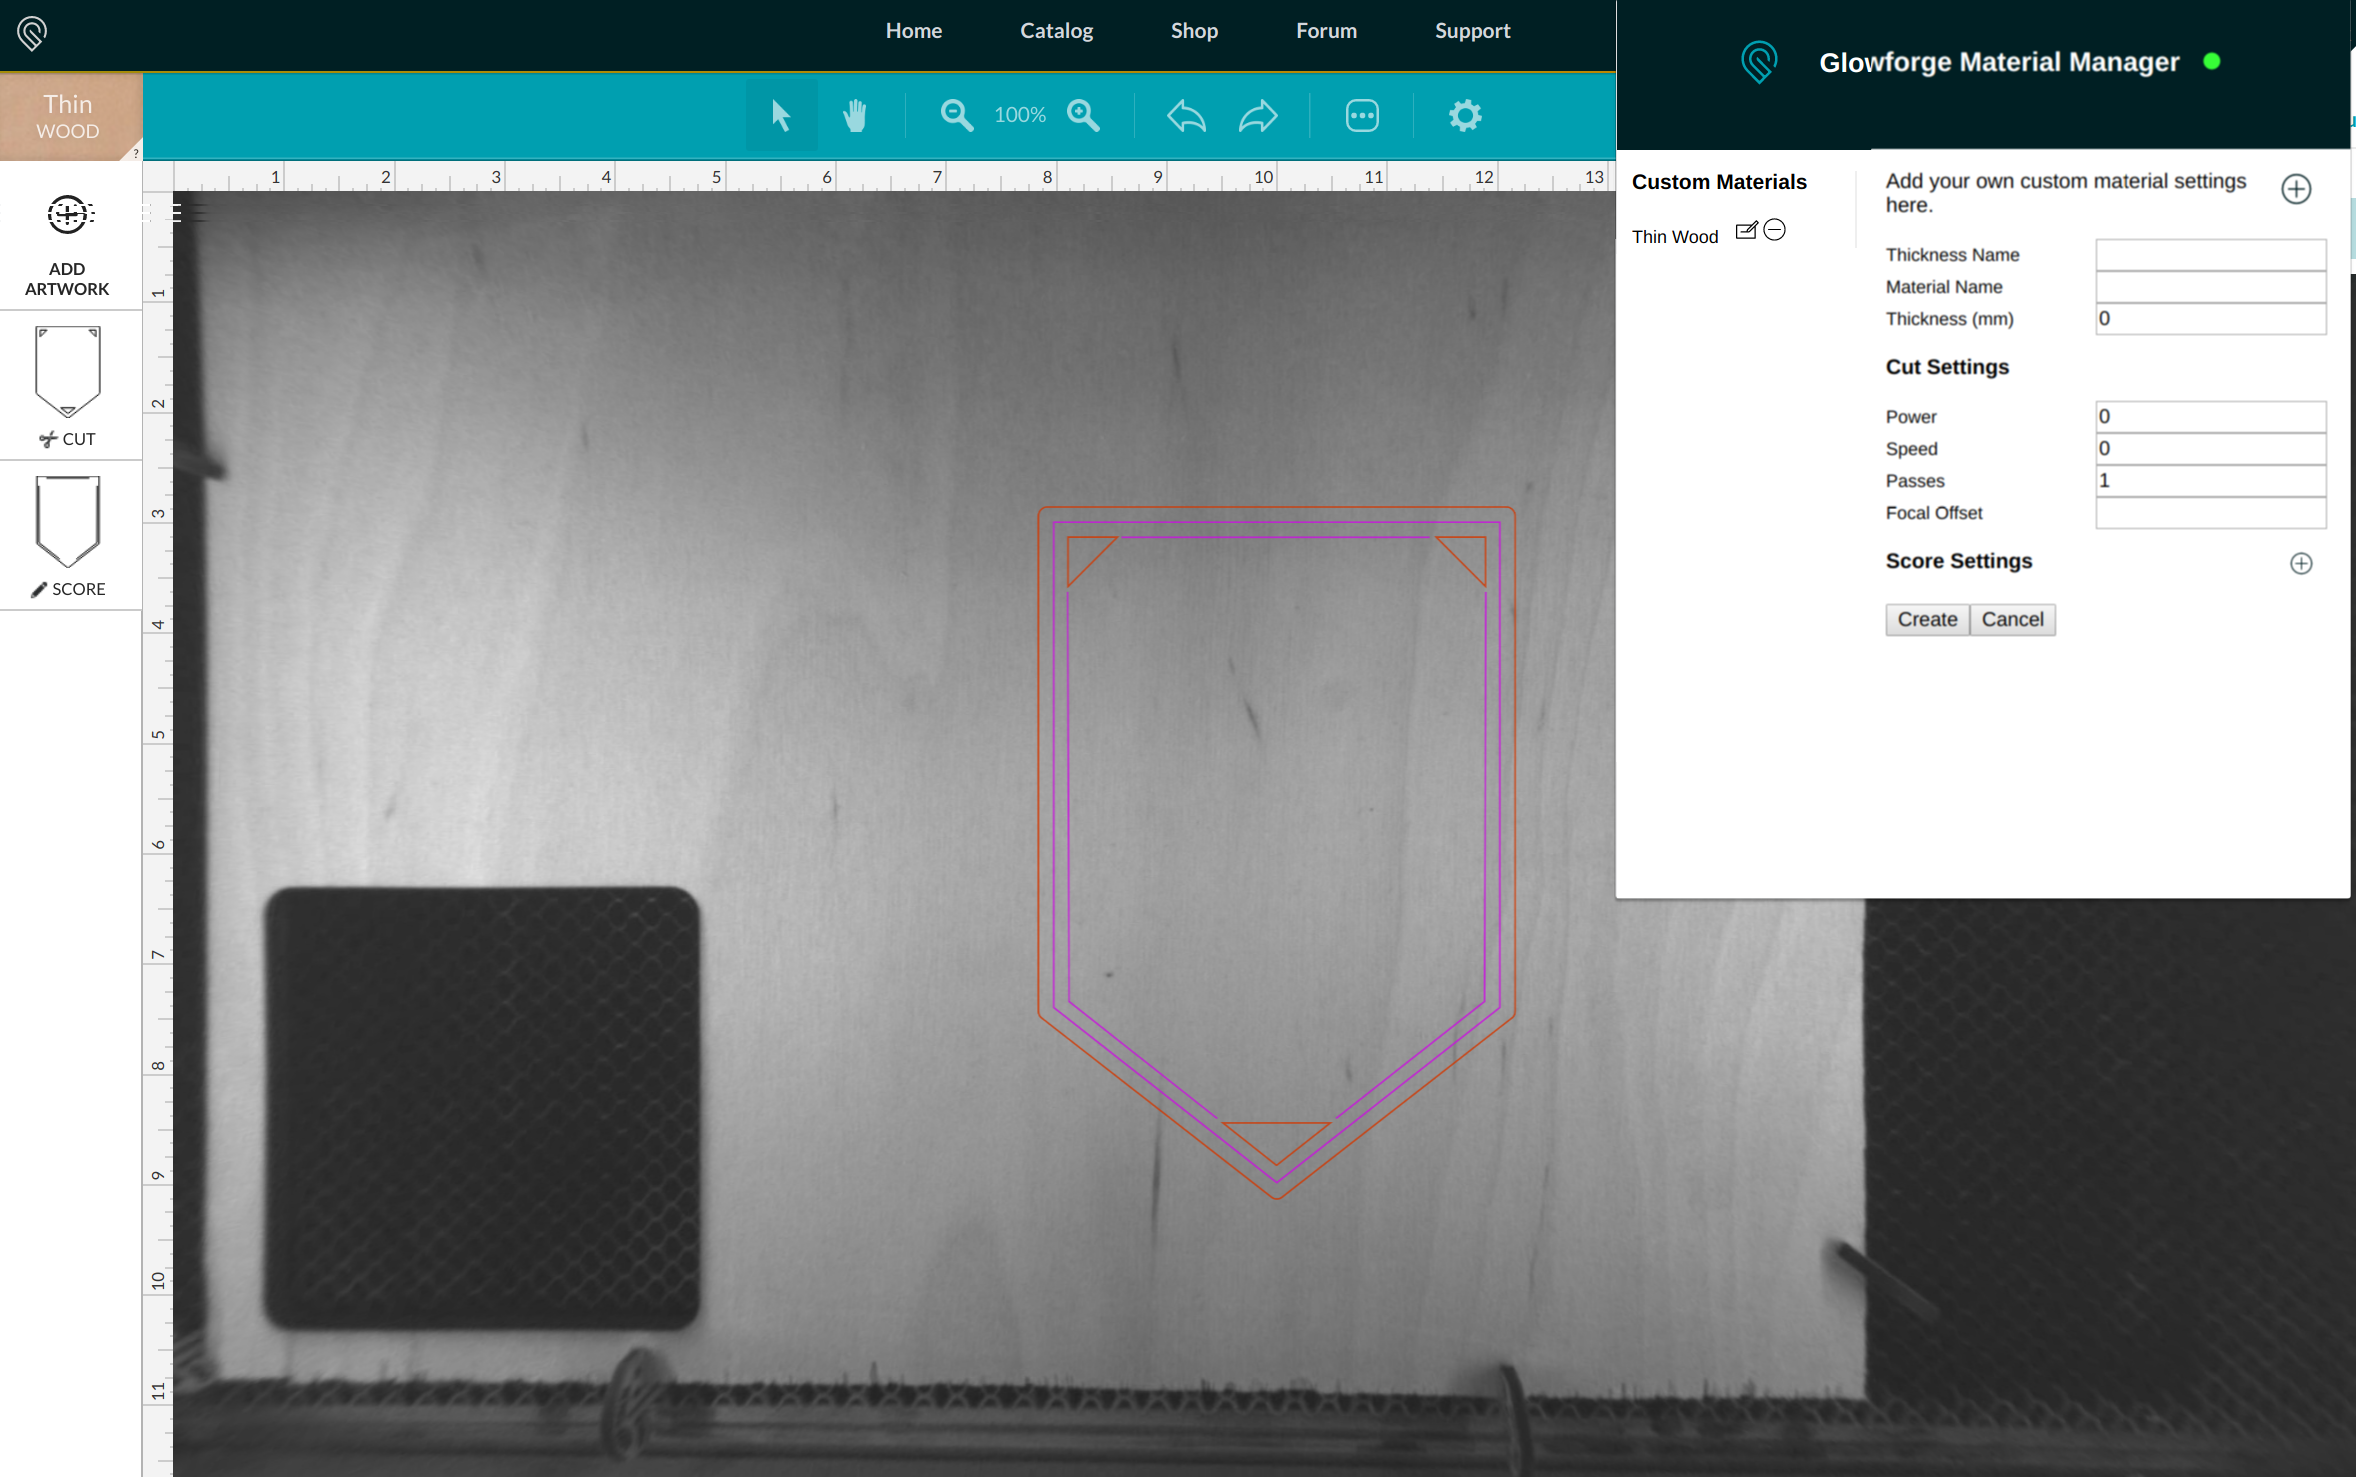 Home Catalog Shop Forum Support
Glowforge Material Manager
Thin
WOOD
?
100%
1 2 3 4 5 6 7 8 9 10 11 12 13
ADD
ARTWORK
CUT
SCORE
1
2
3
4
5
6
7
8
9
10
11
Custom Materials
Thin Wood
Add your own custom material settings
here.
Thickness Name
Material Name
Thickness (mm) 0
Cut Settings
Power 0
Speed 0
Passes 1
Focal Offset
Score Settings
Create Cancel